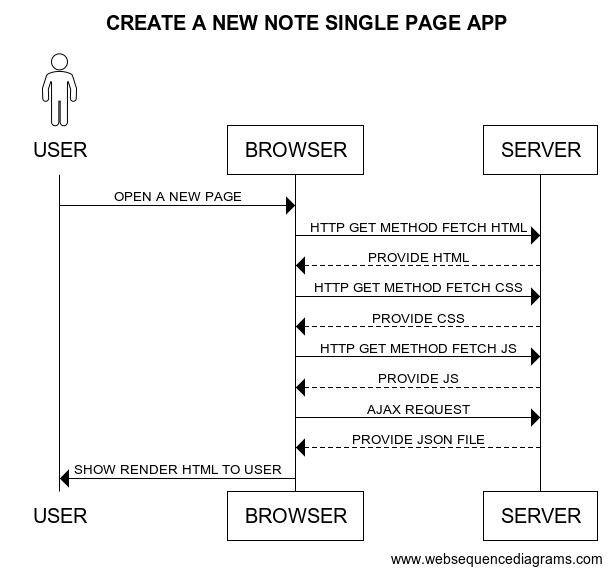 CREATE A NEW NOTE SINGLE PAGE APP
USER
BROWSER
SERVER
OPEN A NEW PAGE
HTTP GET METHOD FETCH HTML
PROVIDE HTML
HTTP GET METHOD FETCH CSS
PROVIDE CSS
HTTP GET METHOD FETCH JS
PROVIDE JS
AJAX REQUEST
PROVIDE JSON FILE
SHOW RENDER HTML TO USER
USER
BROWSER
SERVER
www.websequencediagrams.com